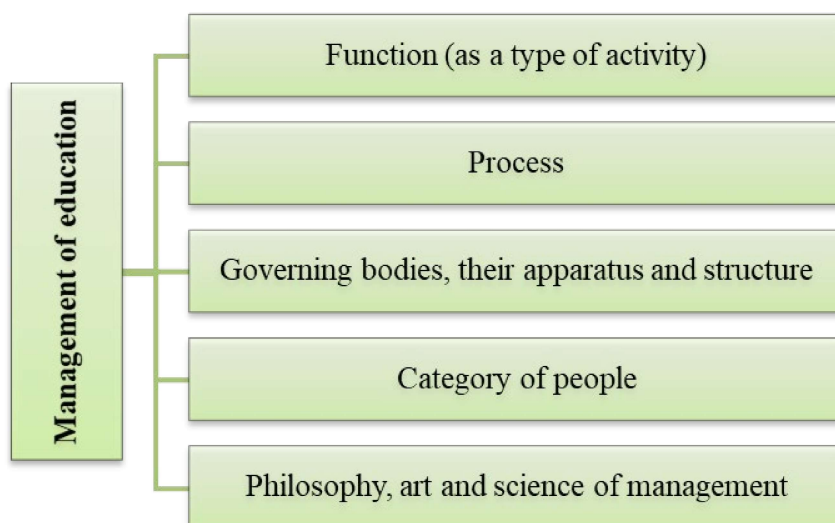 Management of education
Function (as a type of activity)
Process
Governing bodies, their apparatus and structure
Category of people
Philosophy, art and science of management